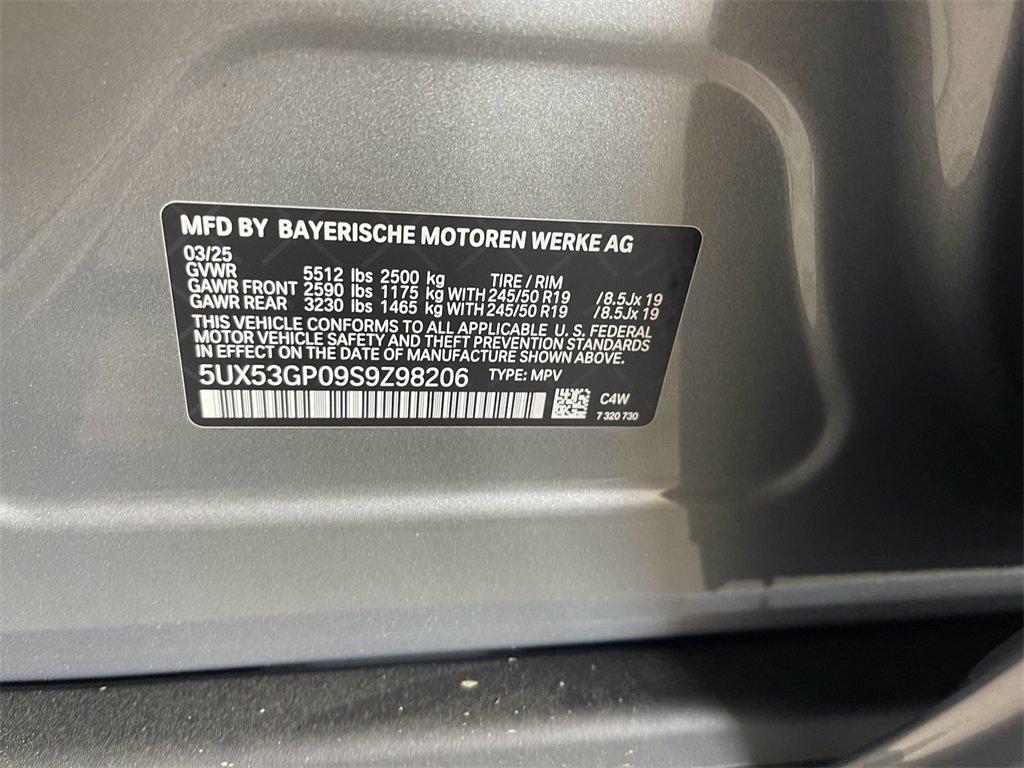 MFD BY BAYERISCHE MOTOREN WERKE AG
03/25
GVWR 5512 lbs 2500 kg TIRE / RIM
GAWR FRONT 2590 lbs 1175 kg WITH 245/50 R19 /8.5Jx 19
GAWR REAR 3230 lbs 1465 kg WITH 245/50 R19 /8.5Jx 19
THIS VEHICLE CONFORMS TO ALL APPLICABLE U. S. FEDERAL
MOTOR VEHICLE SAFETY AND THEFT PREVENTION STANDARDS
IN EFFECT ON THE DATE OF MANUFACTURE SHOWN ABOVE.
5UX53GP09S9Z98206 TYPE: MPV
C4W
7 320 730